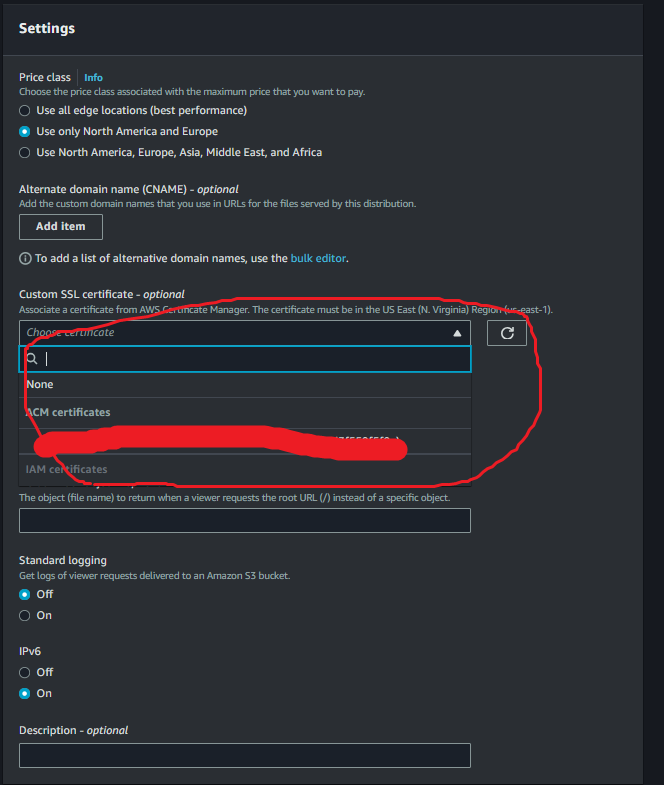 Settings
Price class Info
Choose the price class associated with the maximum price that you want to pay.
Use all edge locations (best performance)
Use only North America and Europe
Use North America, Europe, Asia, Middle East, and Africa
Alternate domain name (CNAME) - optional
Add the custom domain names that you use in URLs for the files served by this distribution.
Add item
To add a list of alternative domain names, use the bulk editor.
Custom SSL certificate - optional
Associate a certificate from AWS Certificate Manager. The certificate must be in the US East (N. Virginia) Region (us-east-1).
Choose certificate
None
ACM certificates
IAM certificates
The object (file name) to return when a viewer requests the root URL (/) instead of a specific object.
Standard logging
Get logs of viewer requests delivered to an Amazon S3 bucket.
Off
On
IPv6
Off
On
Description - optional